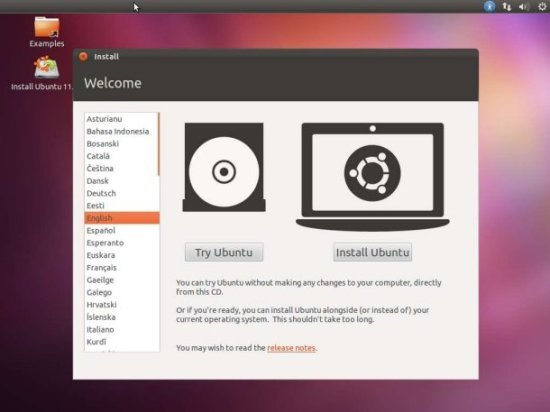 Examples
Install Ubuntu 11.
Install
Welcome
Asturianu
Bahasa Indonesia
Bosanski
Català
Čeština
Dansk
Deutsch
Eesti
English
Español
Esperanto
Euskara
Français
Gaeilge
Galego
Hrvatski
Íslenska
Italiano
Kurdî
Try Ubuntu
Install Ubuntu
You can try Ubuntu without making any changes to your computer, directly
from this CD.
Or if you're ready, you can install Ubuntu alongside (or instead of) your
current operating system. This shouldn't take too long.
You may wish to read the release notes.